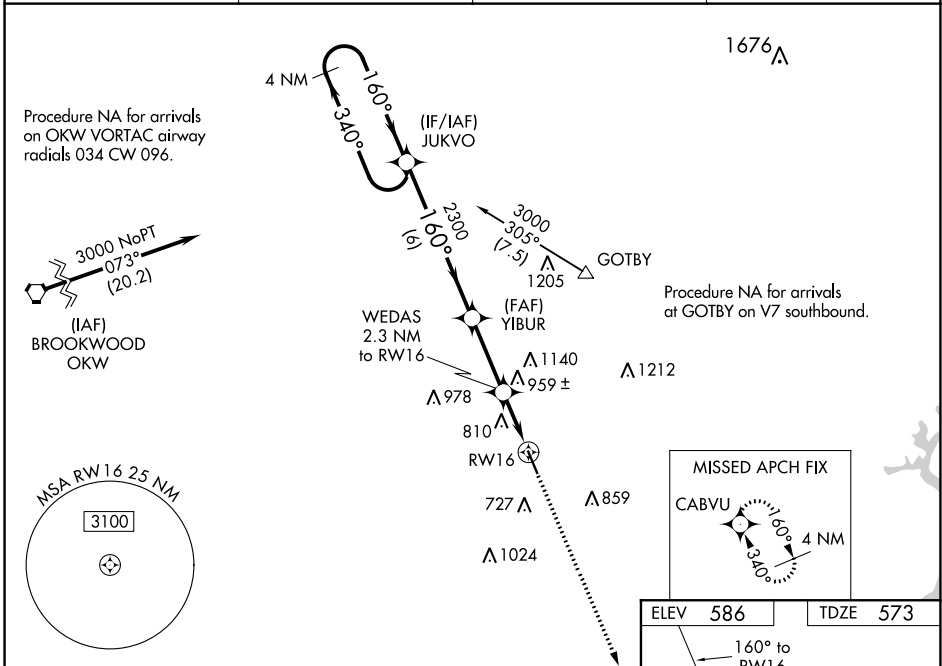 1676
4 NM
160°
340°
Procedure NA for arrivals
on OKW VORTAC airway
radials 034 CW 096.
(IF/IAF)
JUKVO
3000 NoPT
073°
(20.2)
(IAF)
BROOKWOOD
OKW
2300
160°
(6)
3000
305°
(7.5)
1205
GOTBY
Procedure NA for arrivals
at GOTBY on V7 southbound.
(FAF)
YIBUR
WEDAS
2.3 NM
to RW16
1140
959 ±
1212
978
810
RW16
727
859
1024
MSA RW16 25 NM
3100
MISSED APCH FIX
CABVU
160°
4 NM
340°
ELEV 586
TDZE 573
160° to
RW16